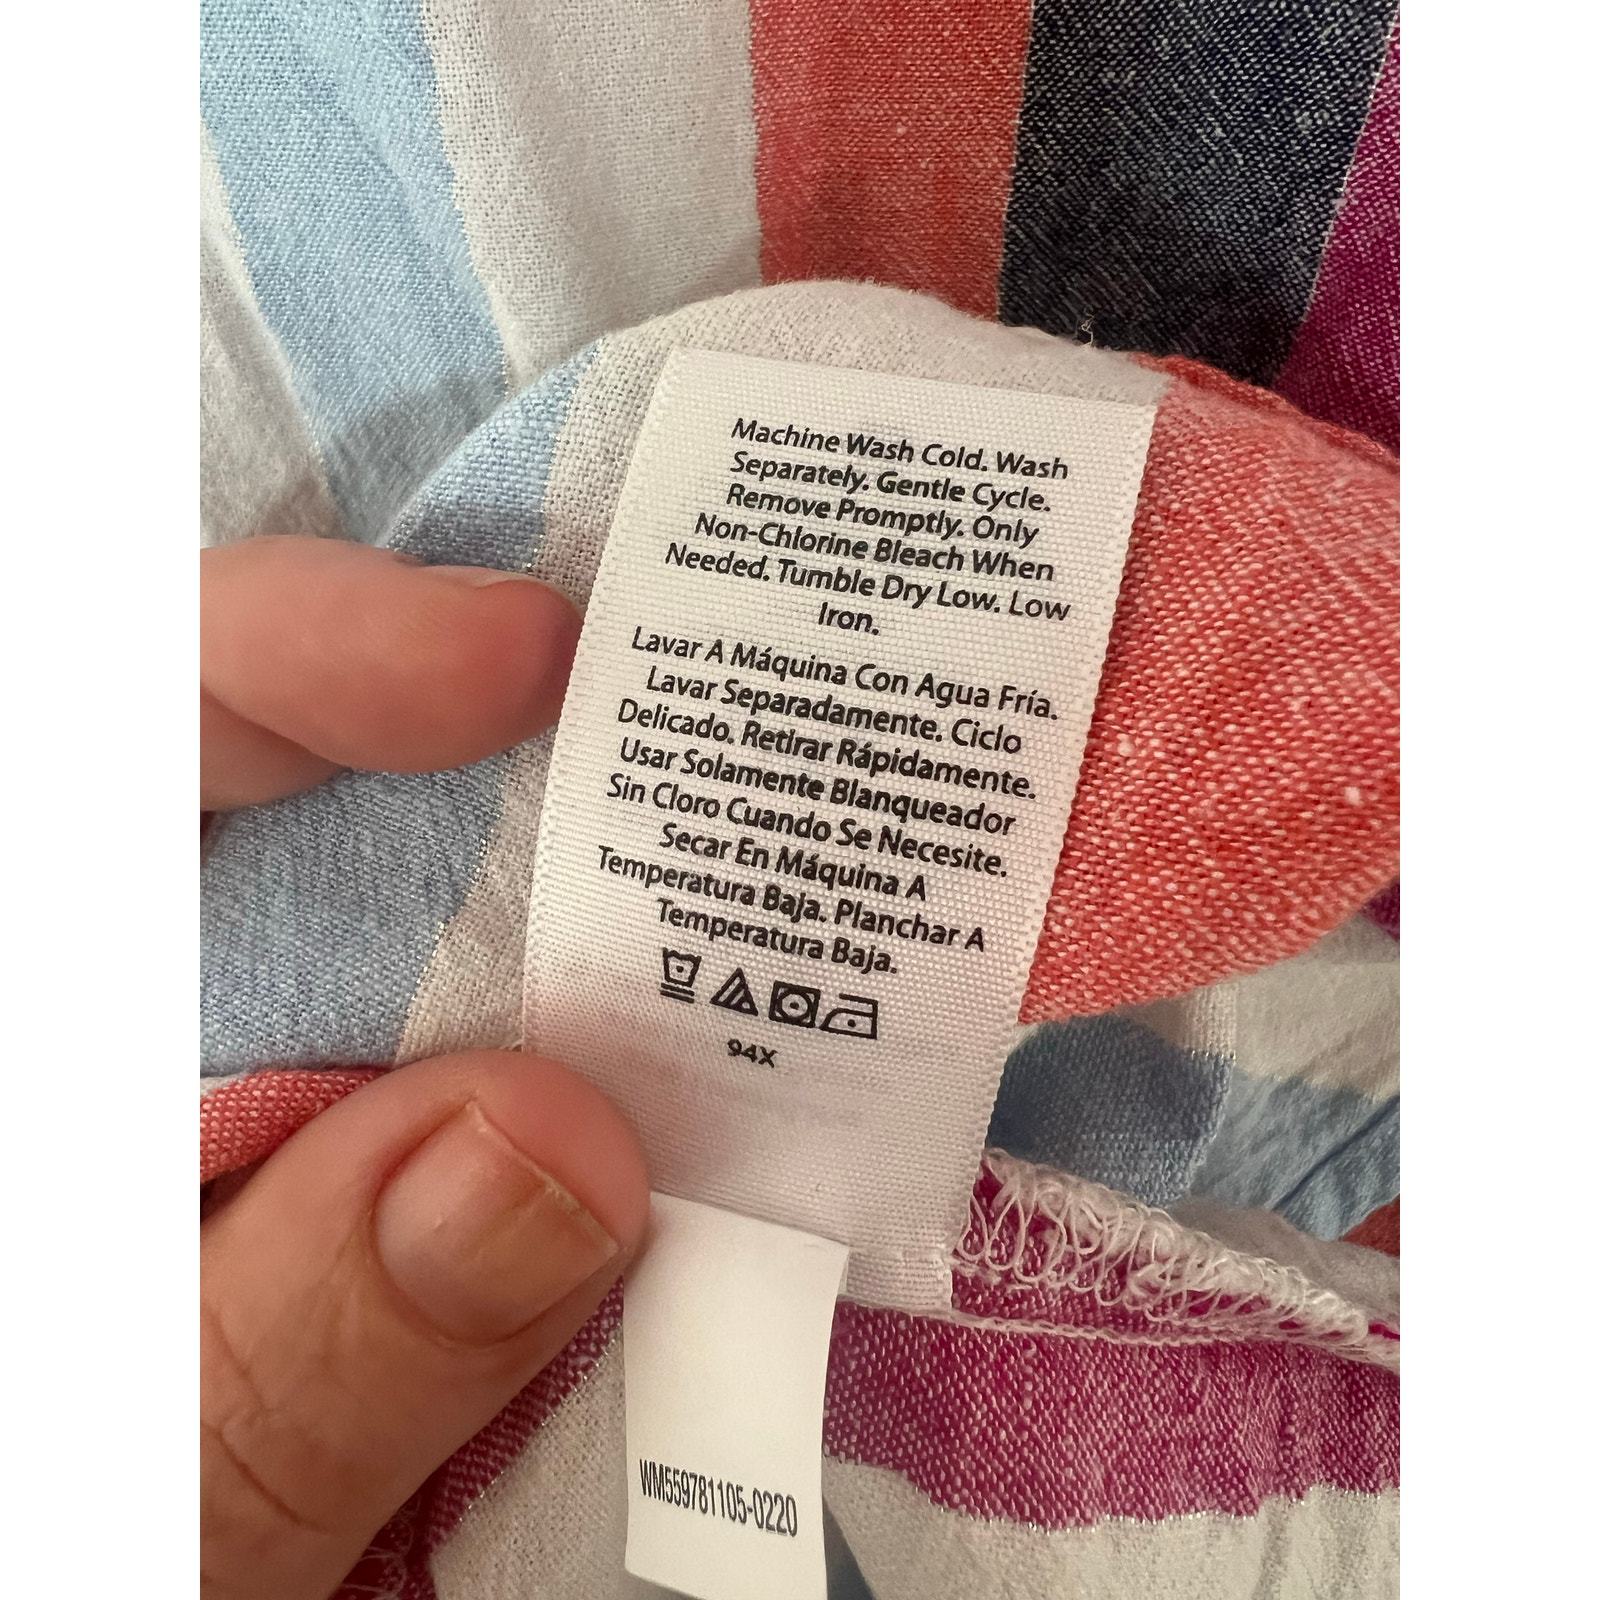 Machine Wash Cold. Wash
Separately. Gentle Cycle.
Remove Promptly. Only
Non-Chlorine Bleach When
Needed. Tumble Dry Low. Low
Iron.
Lavar A Máquina Con Agua Fría.
Lavar Separadamente. Ciclo
Delicado. Retirar Rápidamente.
Usar Solamente Blanqueador
Sin Cloro Cuando Se Necesite.
Secar En Máquina A
Temperatura Baja. Planchar A
Temperatura Baja.
94X
WM559781105-0220